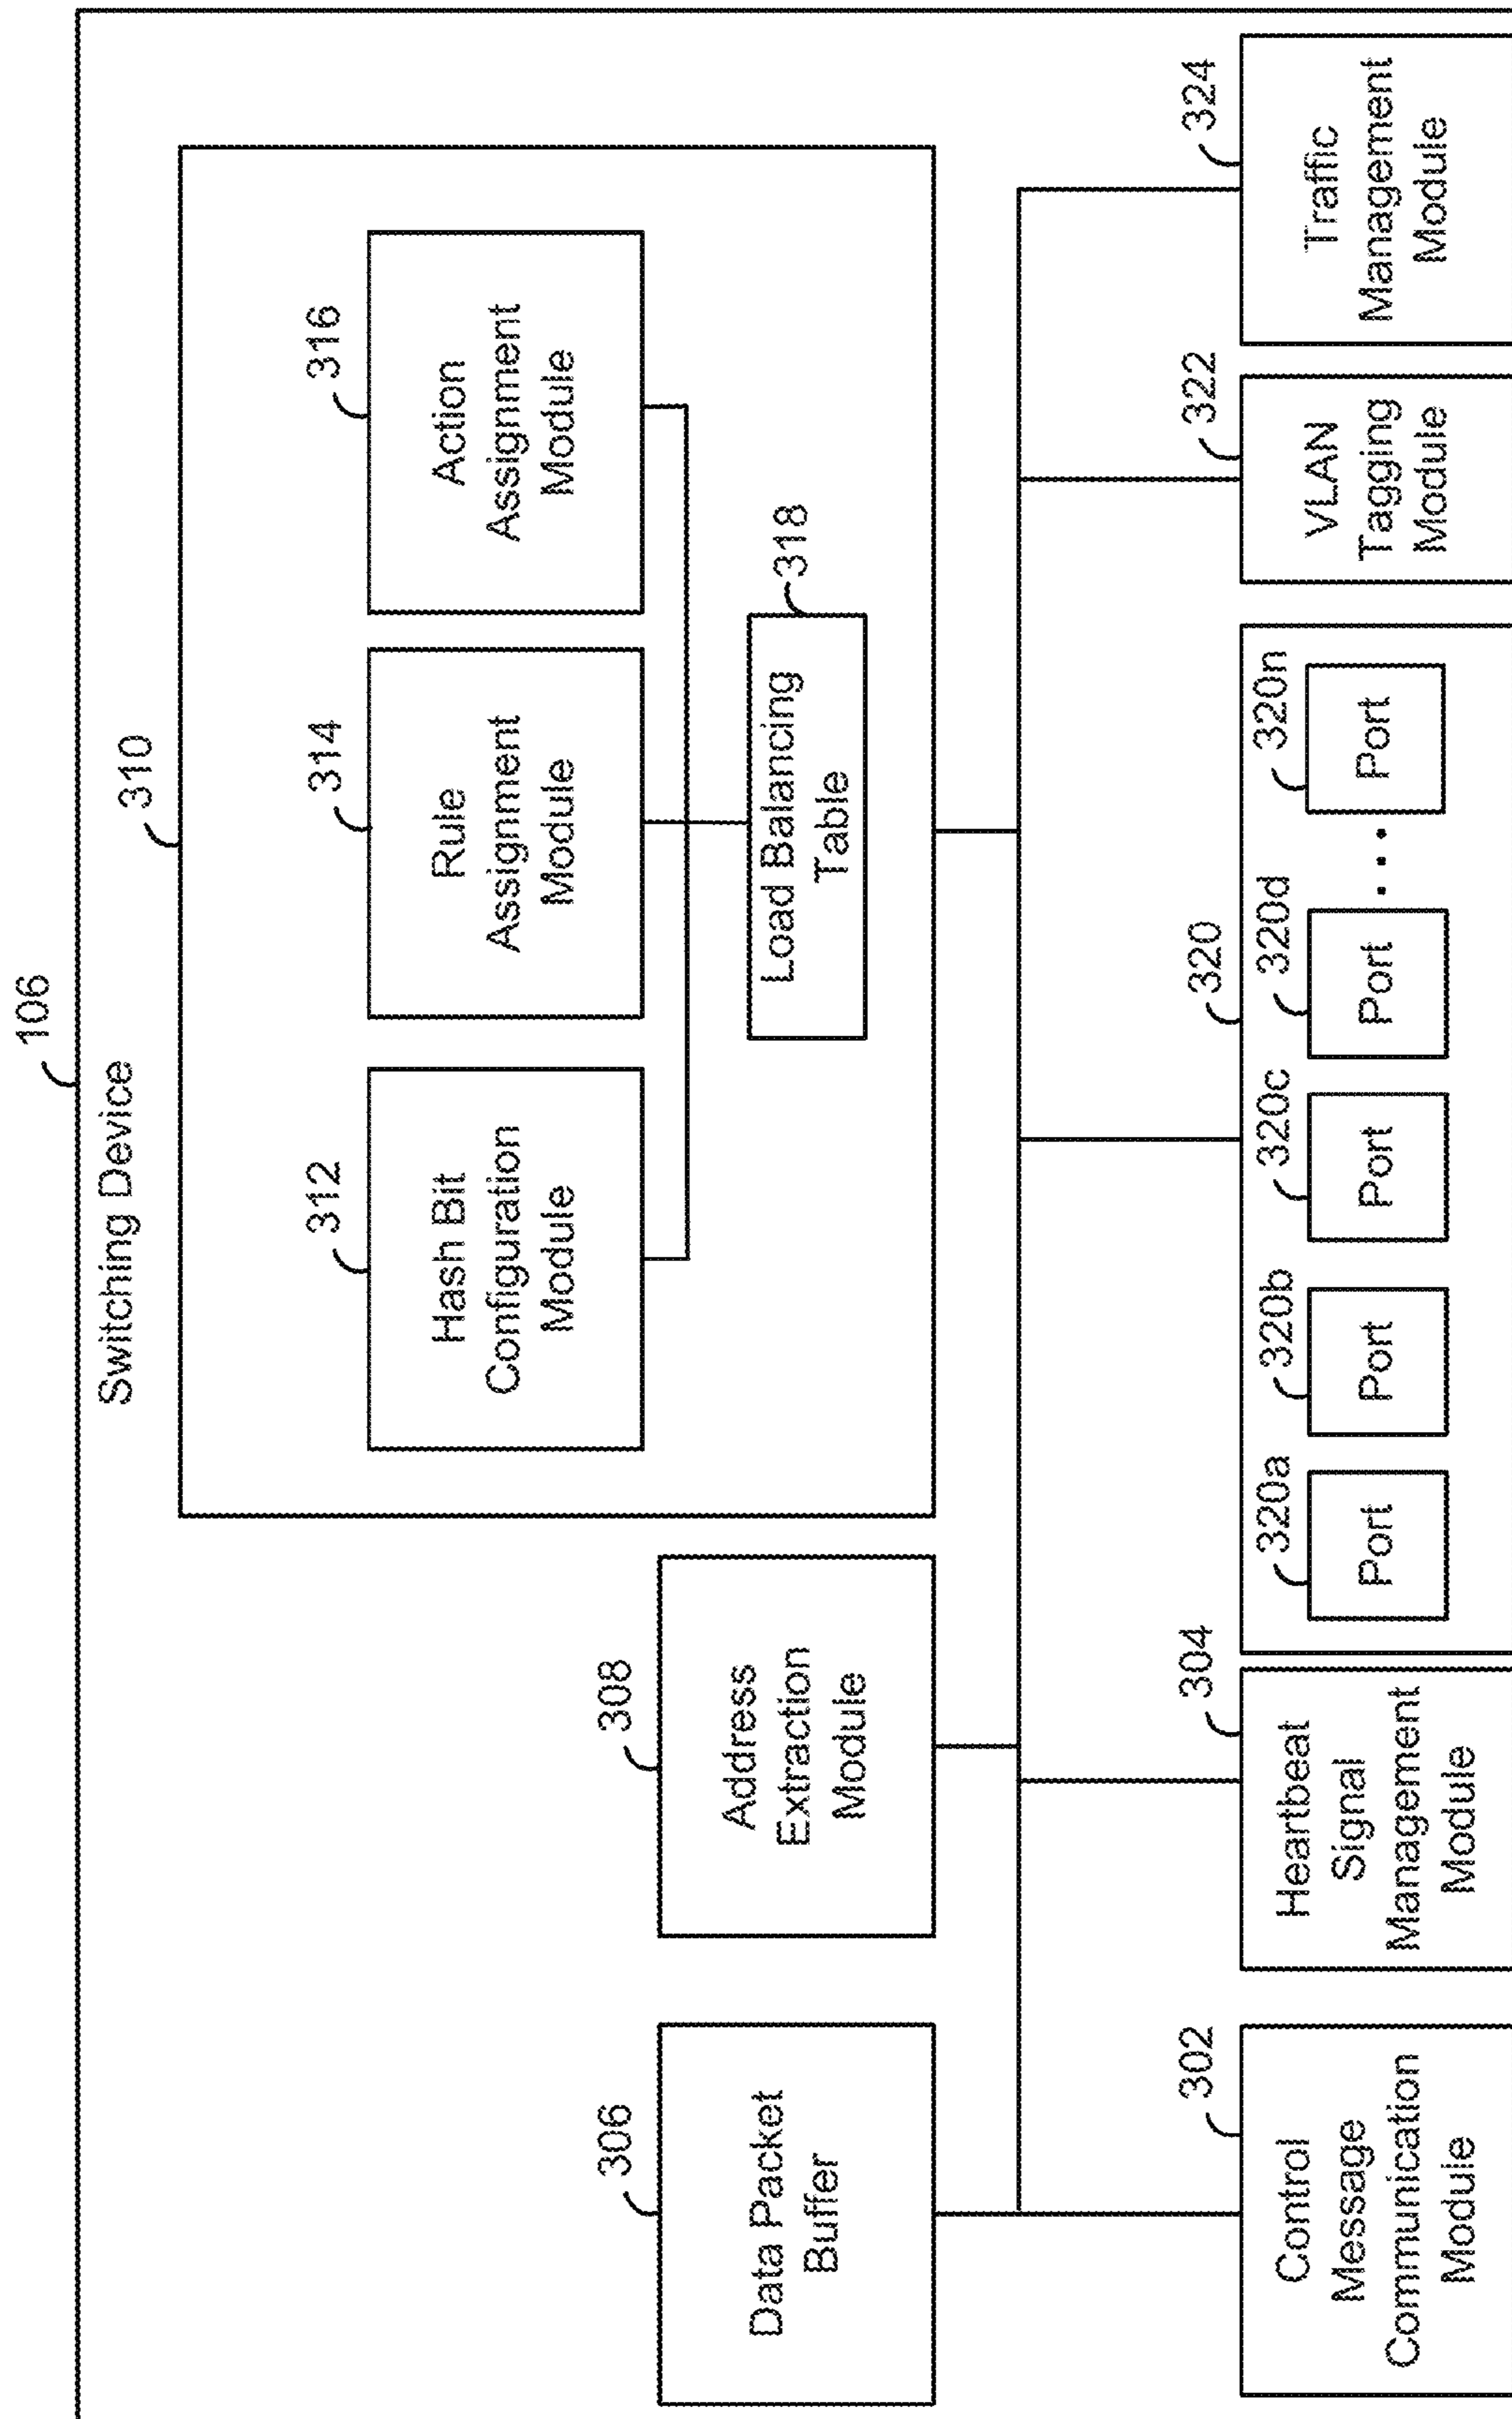 106
Switching Device
310
312
Hash Bit
Configuration
Module
314
Rule
Assignment
Module
316
Action
Assignment
Module
318
Load Balancing
Table
306
Data Packet
Buffer
308
Address
Extraction
Module
302
Control
Message
Communication
Module
304
Heartbeat
Signal
Management
Module
320
320a
Port
320b
Port
320c
Port
320d
Port
...
320n
Port
322
VLAN
Tagging
Module
324
Traffic
Management
Module